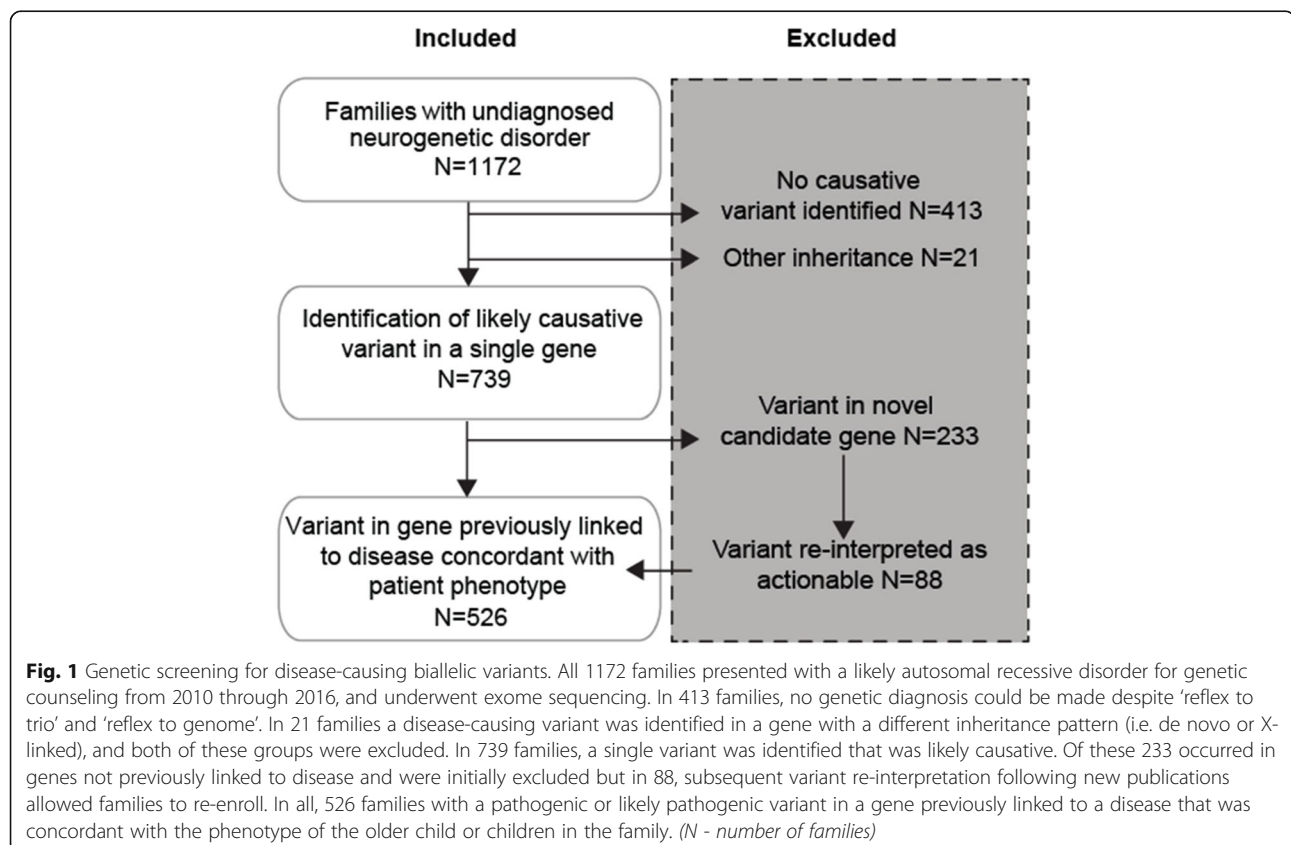 Included
Excluded
Families with undiagnosed
neurogenetic disorder
N=1172
No causative
variant identified N=413
Other inheritance N=21
Identification of likely causative
variant in a single gene
N=739
Variant in novel
candidate gene N=233
Variant in gene previously linked
to disease concordant with
patient phenotype
N=526
Variant re-interpreted as
actionable N=88
Fig. 1 Genetic screening for disease-causing biallelic variants. All 1172 families presented with a likely autosomal recessive disorder for genetic
counseling from 2010 through 2016, and underwent exome sequencing. In 413 families, no genetic diagnosis could be made despite ‘reflex to
trio’ and ‘reflex to genome’. In 21 families a disease-causing variant was identified in a gene with a different inheritance pattern (i.e. de novo or X-
linked), and both of these groups were excluded. In 739 families, a single variant was identified that was likely causative. Of these 233 occurred in
genes not previously linked to disease and were initially excluded but in 88, subsequent variant re-interpretation following new publications
allowed families to re-enroll. In all, 526 families with a pathogenic or likely pathogenic variant in a gene previously linked to a disease that was
concordant with the phenotype of the older child or children in the family. (N - number of families)